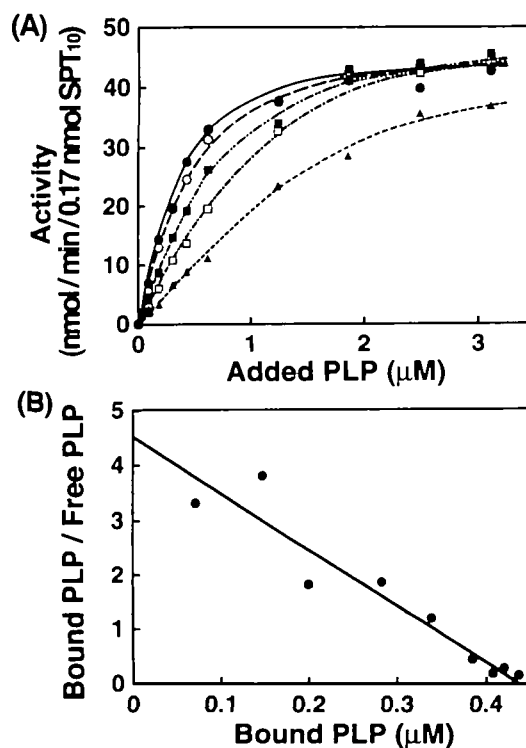 (A)
50
40
30
20
10
0
Activity
(nmol/min/0.17 nmol SPT10)
0 1 2 3
Added PLP (μM)
(B)
5
4
3
2
1
0
Bound PLP / Free PLP
0 0.1 0.2 0.3 0.4
Bound PLP (μM)